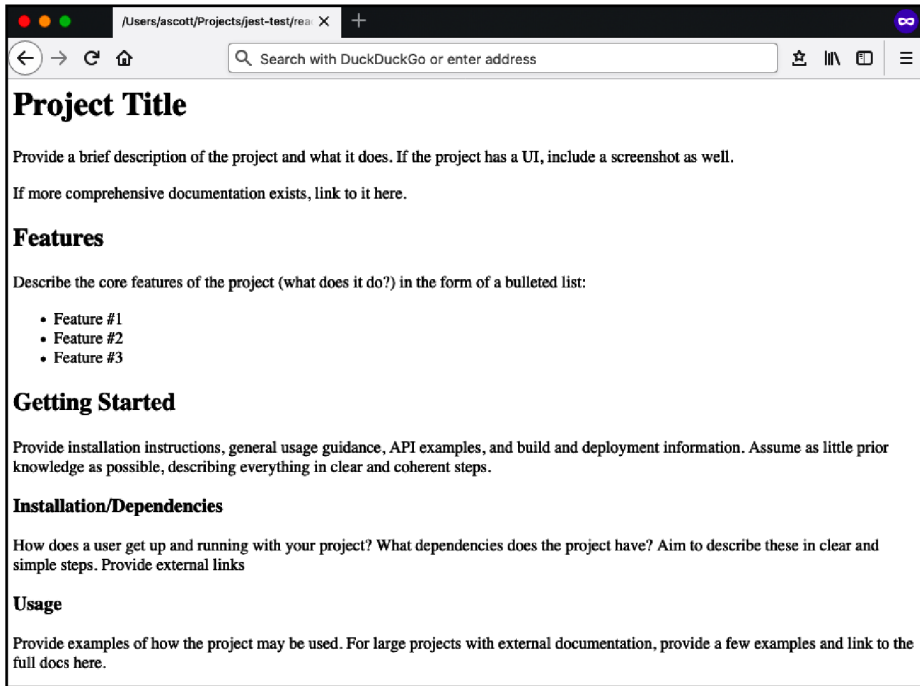 /Users/ascott/Projects/jest-test/rea
Search with DuckDuckGo or enter address
Project Title
Provide a brief description of the project and what it does. If the project has a UI, include a screenshot as well.
If more comprehensive documentation exists, link to it here.
Features
Describe the core features of the project (what does it do?) in the form of a bulleted list:
• Feature #1
• Feature #2
• Feature #3
Getting Started
Provide installation instructions, general usage guidance, API examples, and build and deployment information. Assume as little prior
knowledge as possible, describing everything in clear and coherent steps.
Installation/Dependencies
How does a user get up and running with your project? What dependencies does the project have? Aim to describe these in clear and
simple steps. Provide external links
Usage
Provide examples of how the project may be used. For large projects with external documentation, provide a few examples and link to the
full docs here.